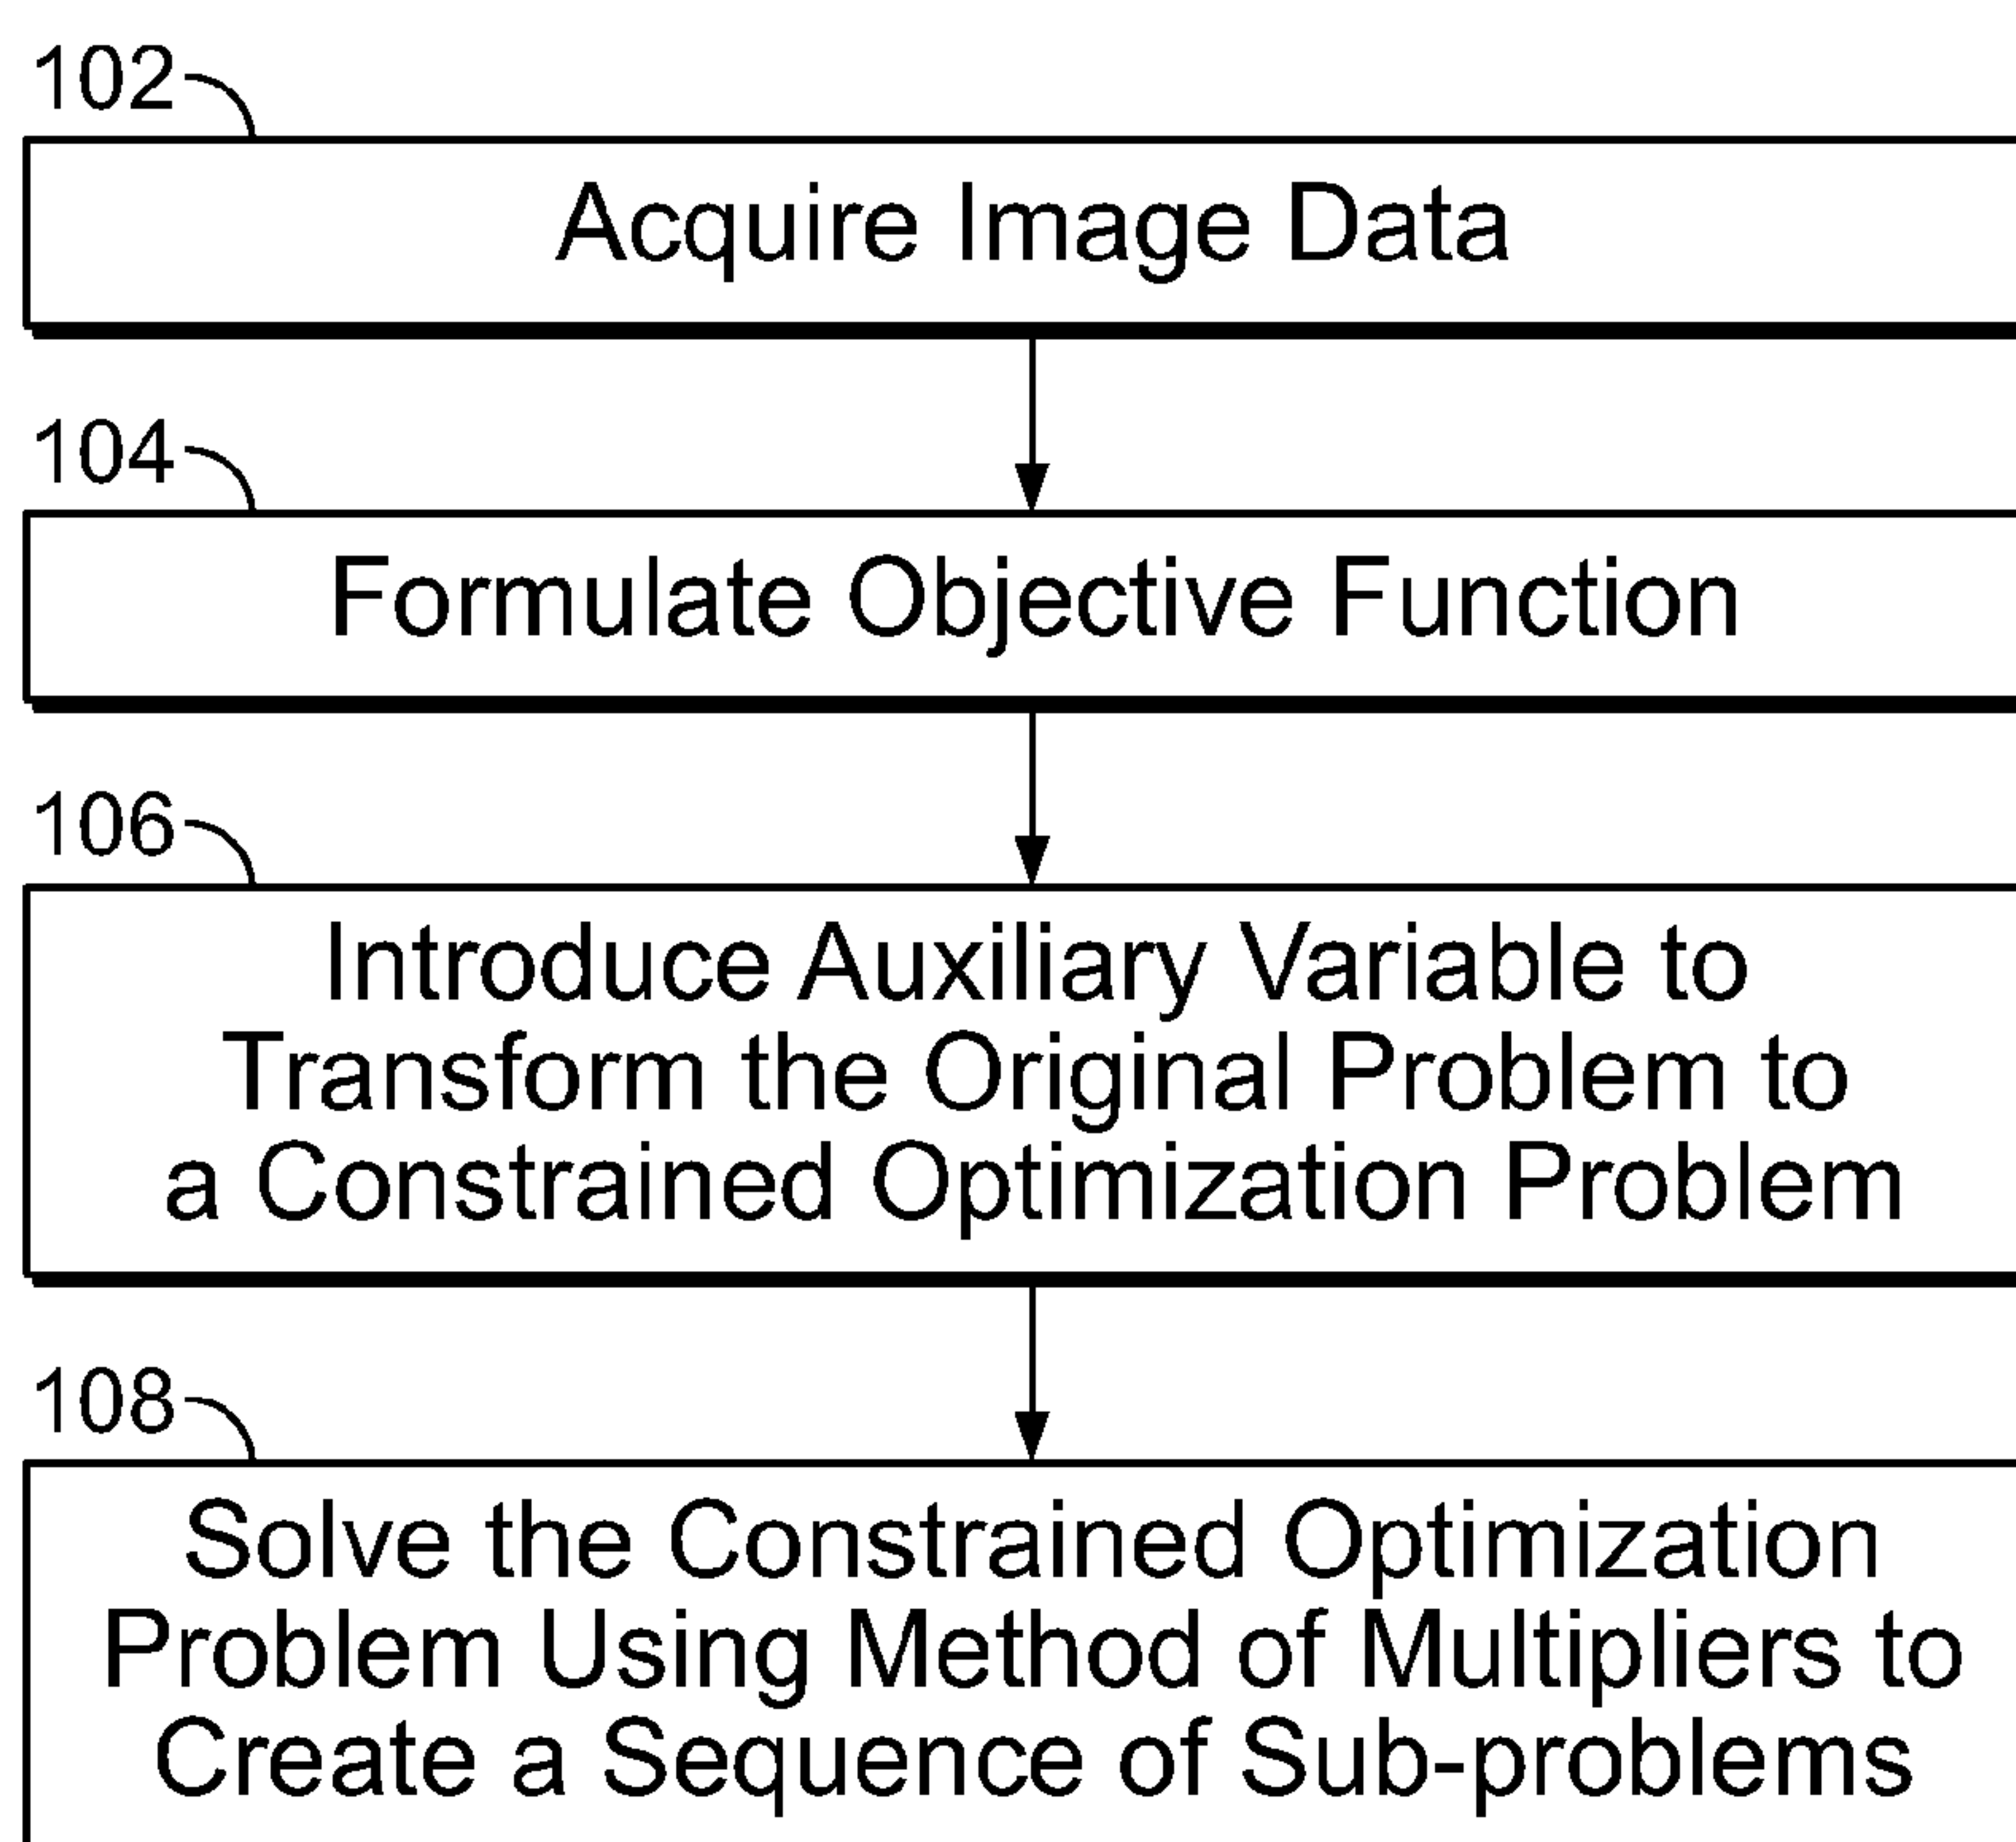 102
Acquire Image Data
104
Formulate Objective Function
106
Introduce Auxiliary Variable to
Transform the Original Problem to
a Constrained Optimization Problem
108
Solve the Constrained Optimization
Problem Using Method of Multipliers to
Create a Sequence of Sub-problems